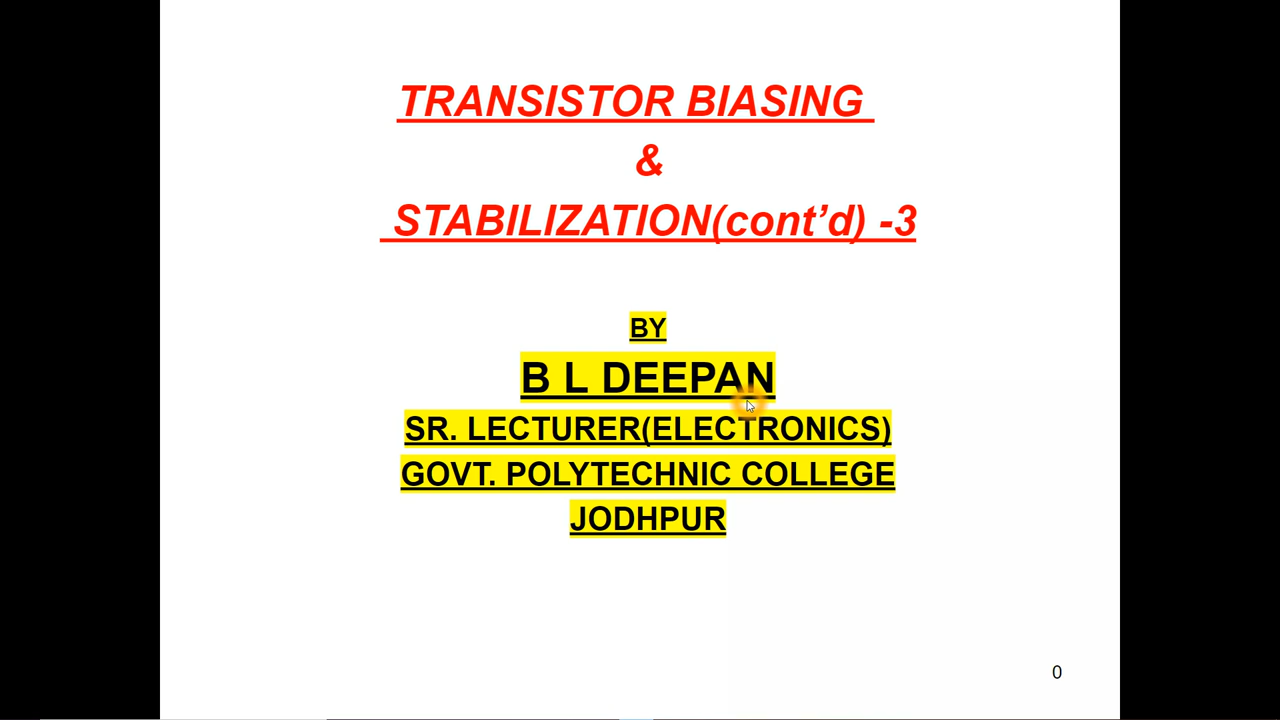 TRANSISTOR BIASING
&
STABILIZATION(cont’d) -3
BY
B L DEEPAN
SR. LECTURER(ELECTRONICS)
GOVT. POLYTECHNIC COLLEGE
JODHPUR
0